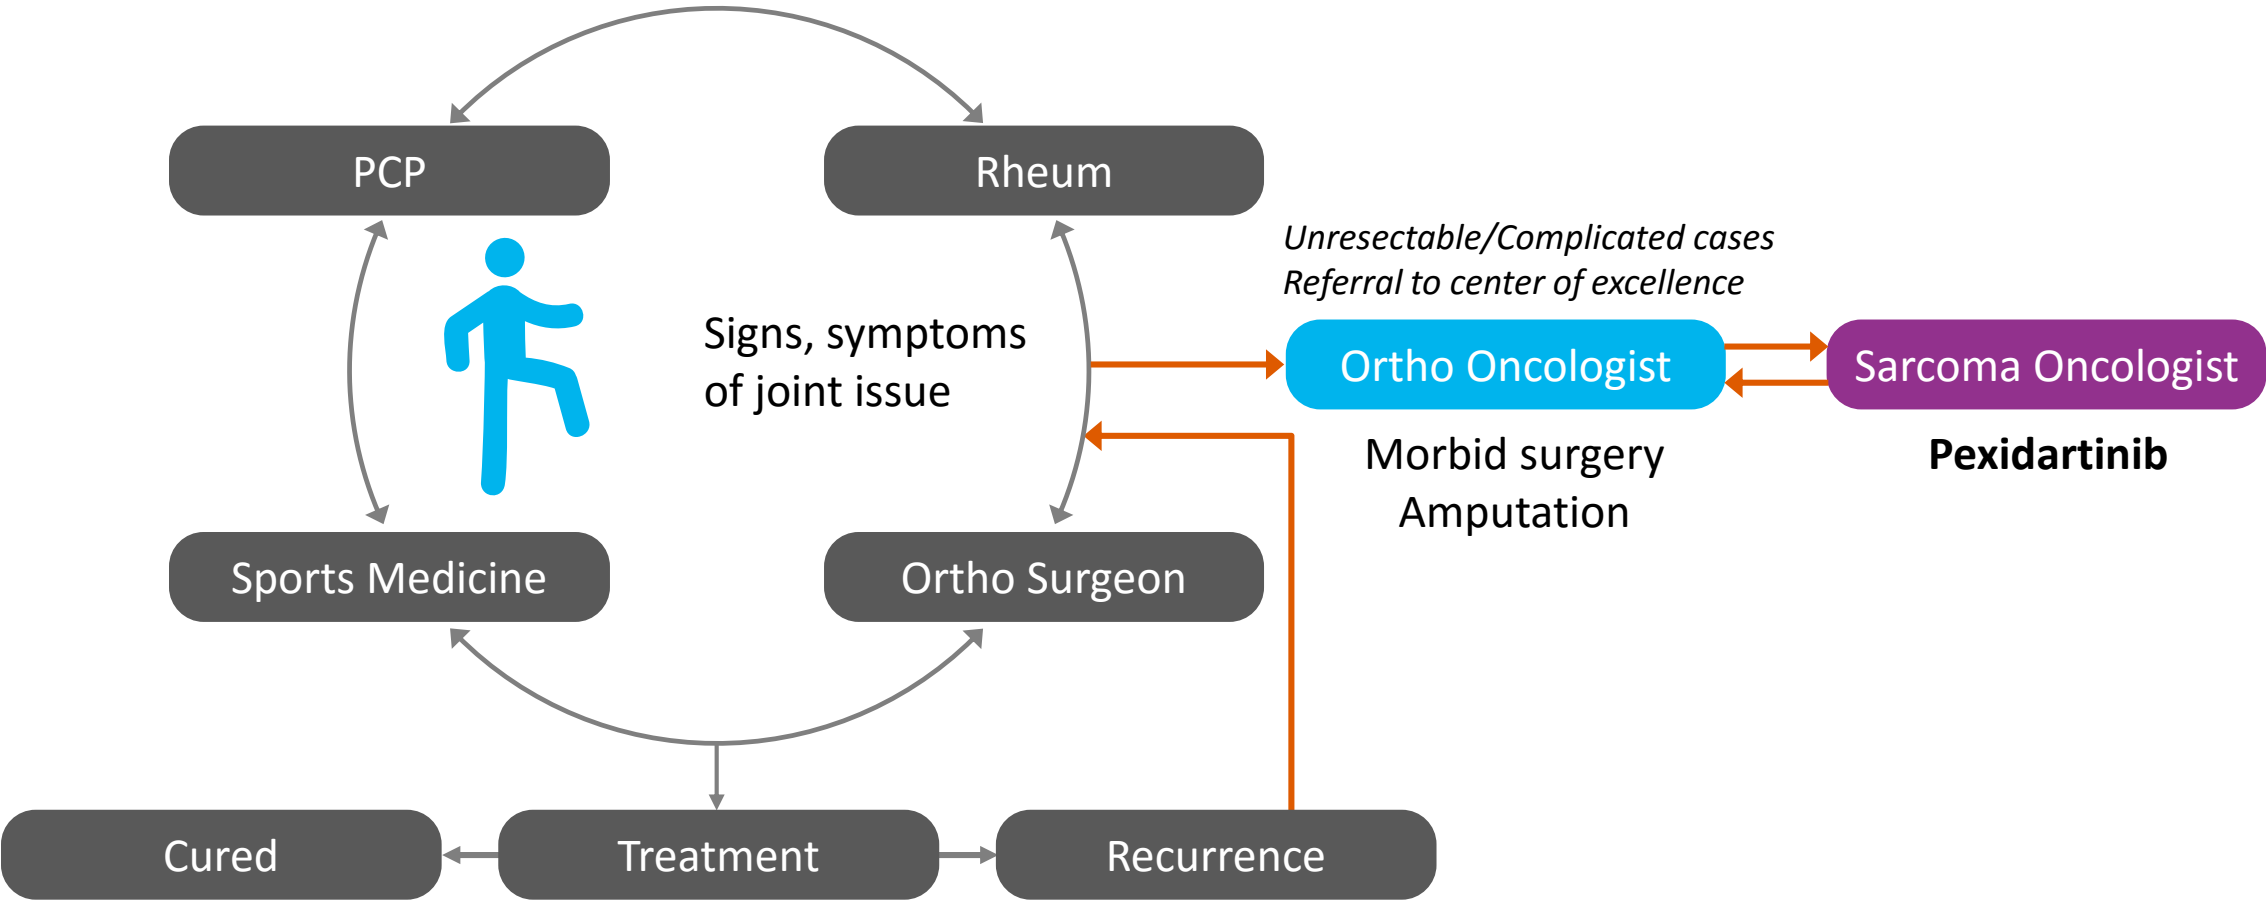 PCP
Rheum
Unresectable/Complicated cases
Referral to center of excellence
Signs, symptoms
of joint issue
Ortho Oncologist
Sarcoma Oncologist
Morbid surgery
Amputation
Pexidartinib
Sports Medicine
Ortho Surgeon
Cured
Treatment
Recurrence